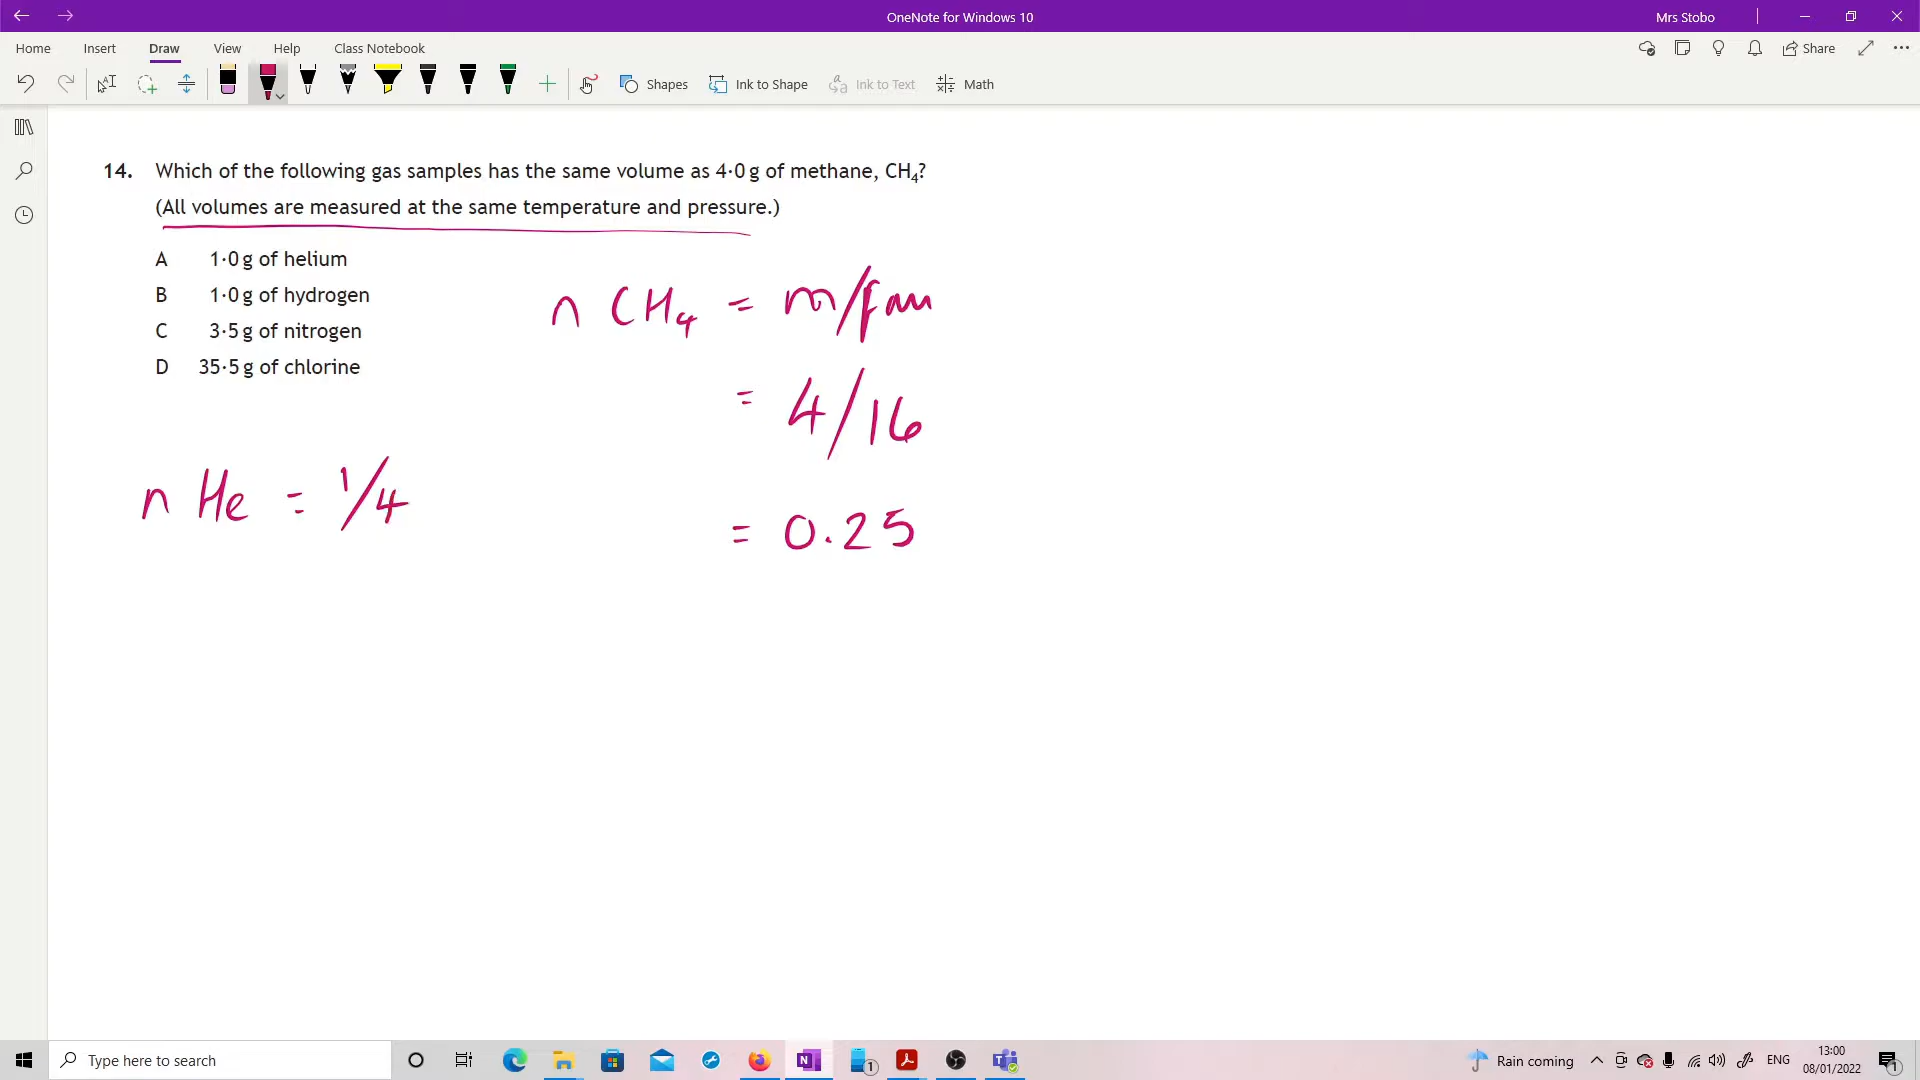 OneNote for Windows 10
Mrs Stobo
Home Insert Draw View Help Class Notebook
Share
Shapes Ink to Shape Ink to Text Math
14. Which of the following gas samples has the same volume as 4·0 g of methane, CH₄?
(All volumes are measured at the same temperature and pressure.)
A 1·0 g of helium
B 1·0 g of hydrogen
C 3·5 g of nitrogen
D 35·5 g of chlorine
n CH₄ = m/fm
= 4/16
= 0.25
n He = 1/4
Type here to search
1
Rain coming
ENG
13:00
08/01/2022
1